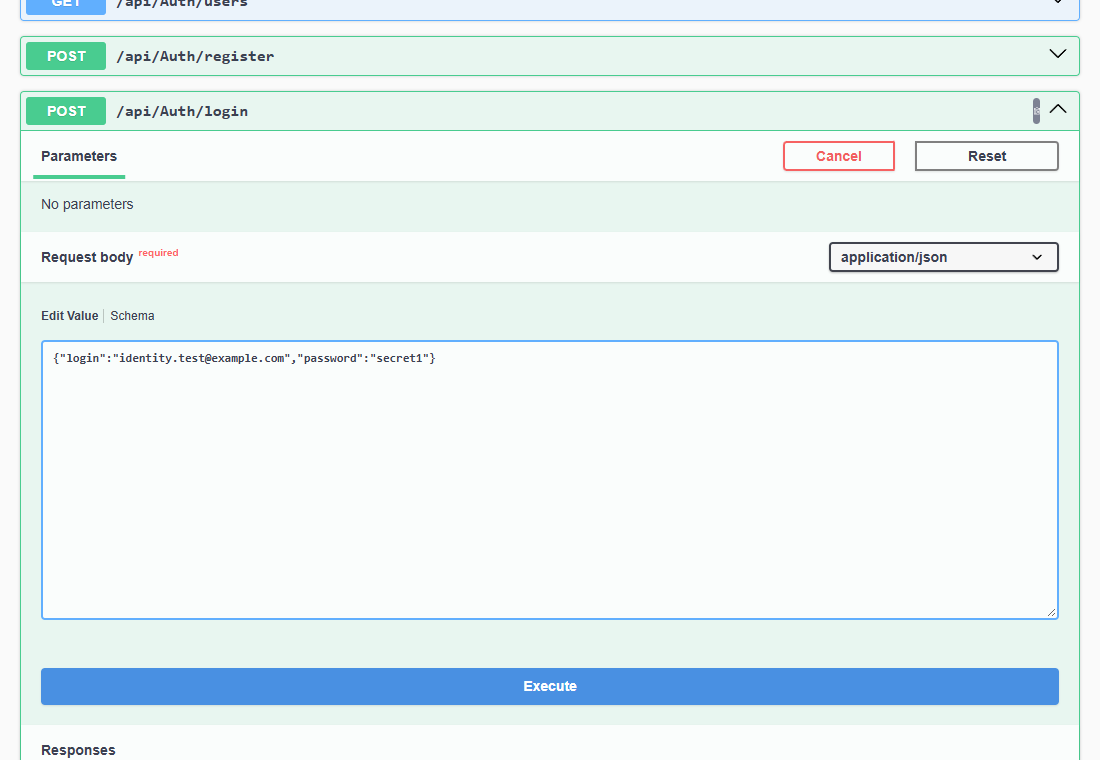 GET /api/Auth/users
POST /api/Auth/register
POST /api/Auth/login
Parameters
Cancel
Reset
No parameters
Request body required
application/json
Edit Value | Schema
{"login":"identity.test@example.com","password":"secret1"}
Execute
Responses